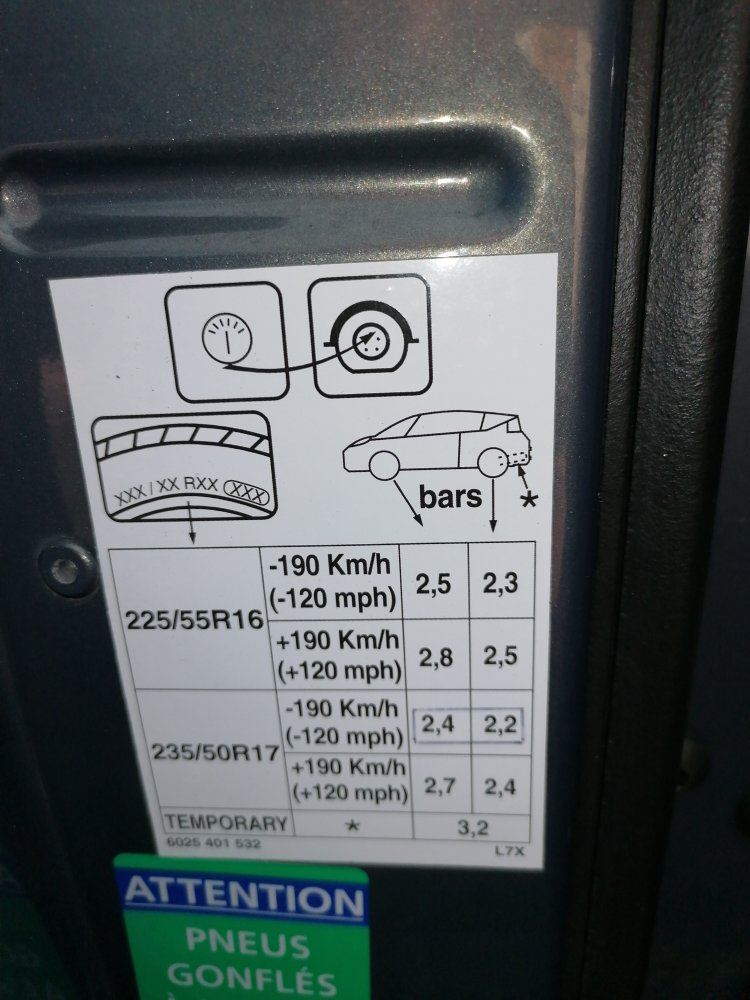 XXX / XX RXX XXX
bars *
225/55R16
-190 Km/h
(-120 mph)
2,5 2,3
+190 Km/h
(+120 mph)
2,8 2,5
235/50R17
-190 Km/h
(-120 mph)
2,4 2,2
+190 Km/h
(+120 mph)
2,7 2,4
TEMPORARY * 3,2
6025 401 532 L7X
ATTENTION
PNEUS
GONFLÉS